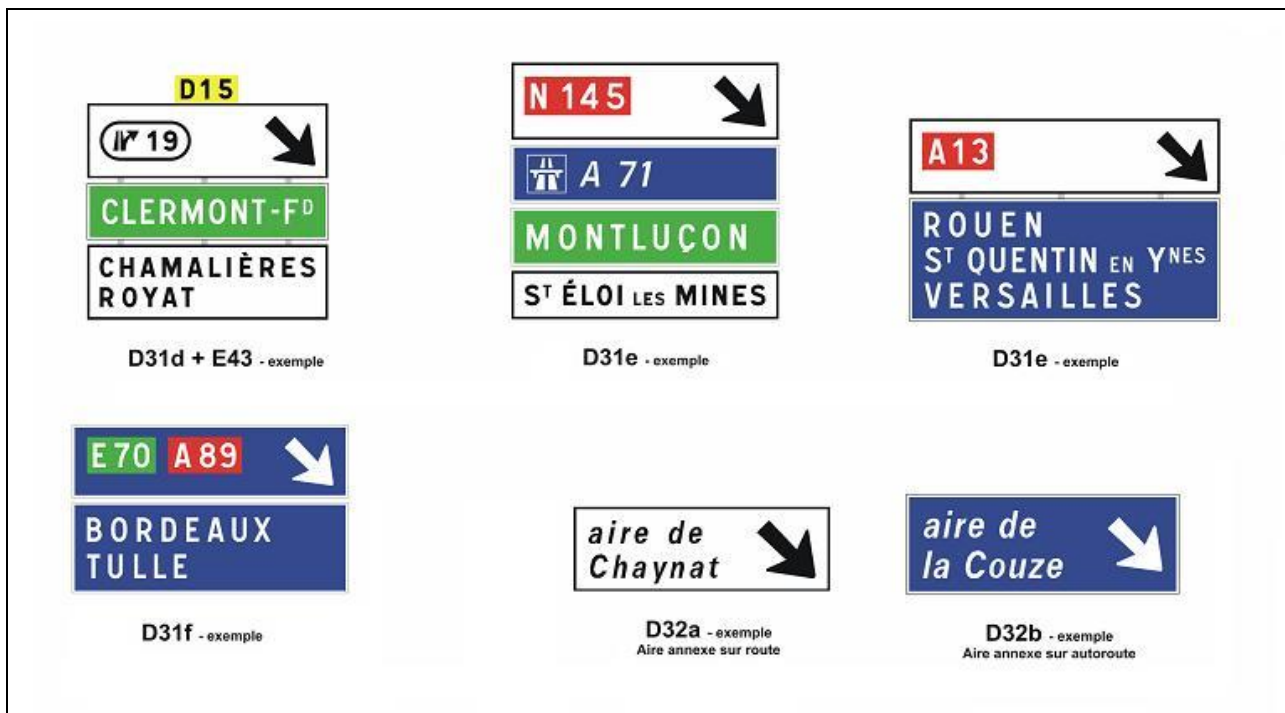 D15
19
CLERMONT-Fᴰ
CHAMALIÈRES
ROYAT
D31d + E43 - exemple
N 145
A 71
MONTLUÇON
Sᵀ ÉLOI LES MINES
D31e - exemple
A13
ROUEN
Sᵀ QUENTIN EN Yᴺᴱˢ
VERSAILLES
D31e - exemple
E70 A89
BORDEAUX
TULLE
D31f - exemple
aire de
Chaynat
D32a - exemple
Aire annexe sur route
aire de
la Couze
D32b - exemple
Aire annexe sur autoroute